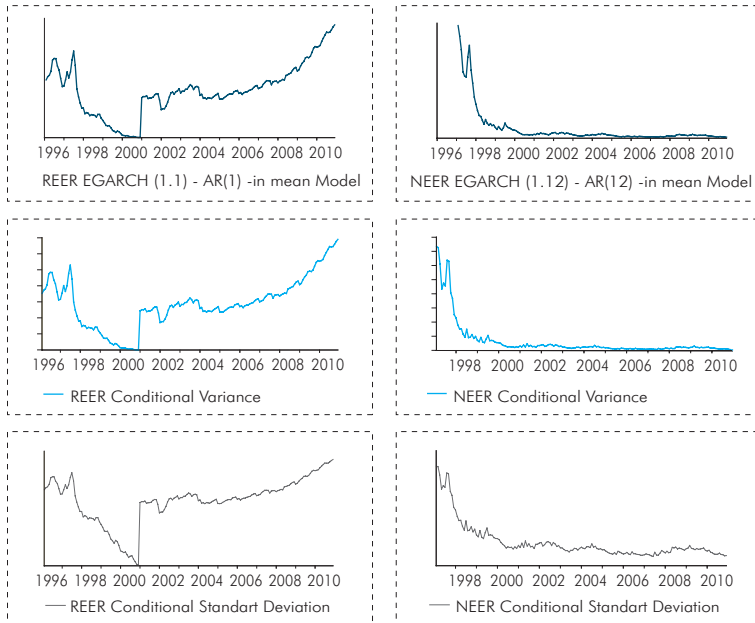 1996 1998 2000 2002 2004 2006 2008 2010
REER EGARCH (1.1) - AR(1) -in mean Model
1996 1998 2000 2002 2004 2006 2008 2010
NEER EGARCH (1.12) - AR(12) -in mean Model
1996 1998 2000 2002 2004 2006 2008 2010
REER Conditional Variance
1998 2000 2002 2004 2006 2008 2010
NEER Conditional Variance
1996 1998 2000 2002 2004 2006 2008 2010
REER Conditional Standart Deviation
1998 2000 2002 2004 2006 2008 2010
NEER Conditional Standart Deviation